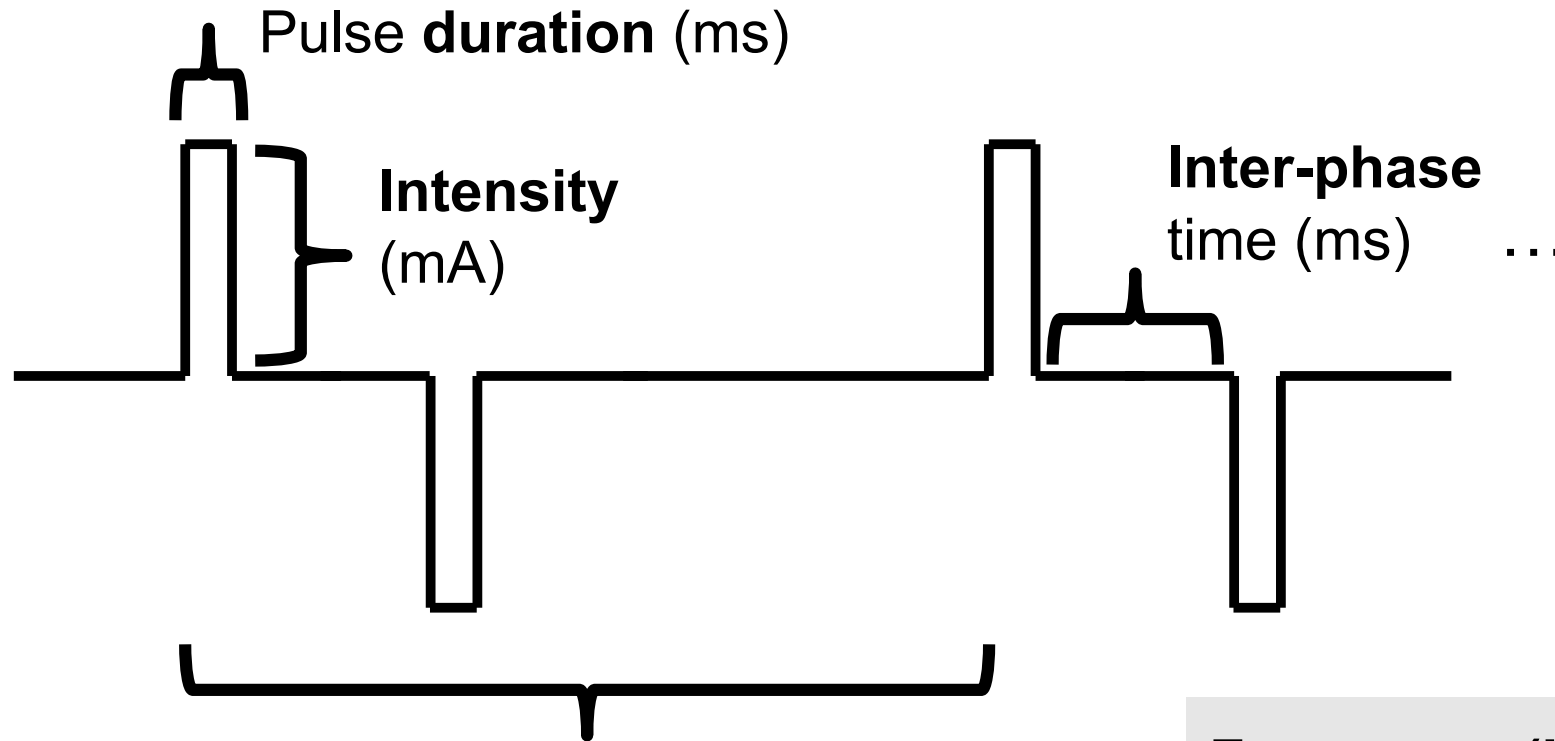 Pulse duration (ms)
Intensity
(mA)
Inter-phase
time (ms) ...